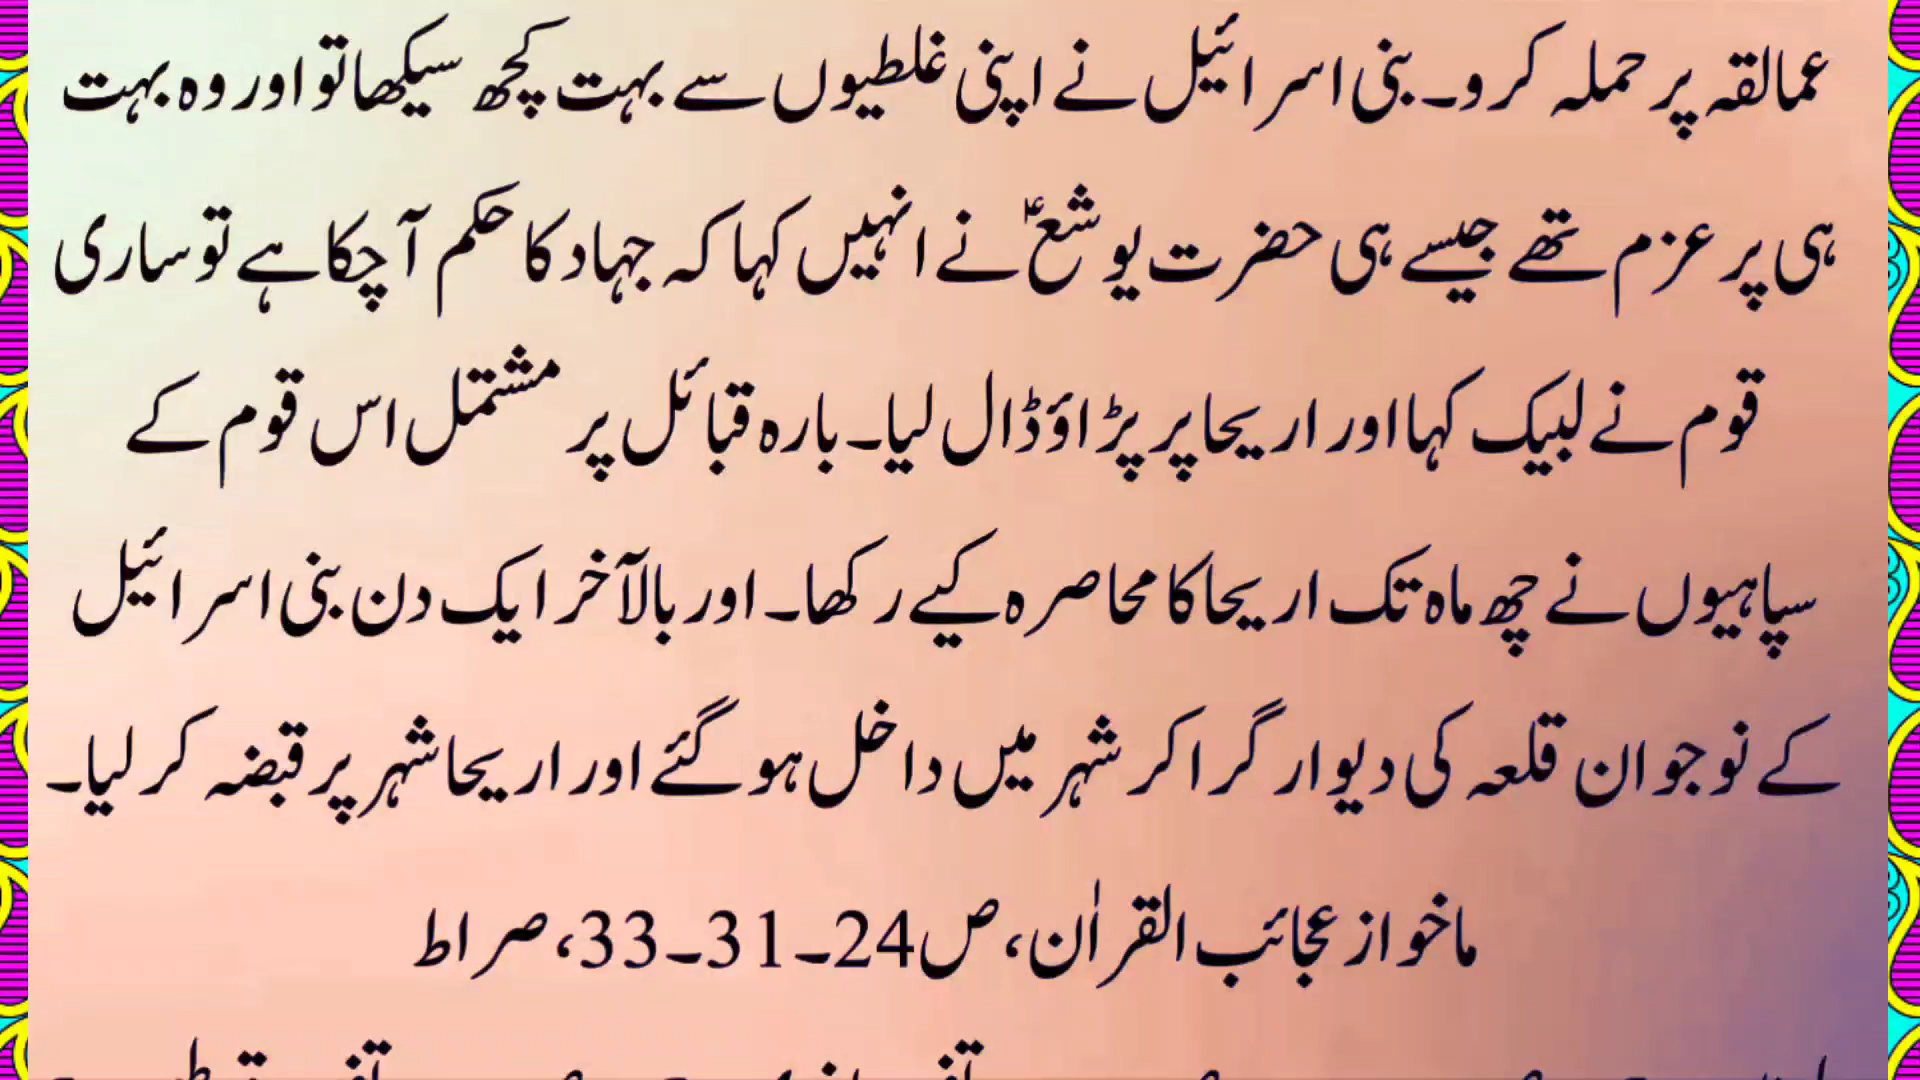 عمالقہ پر حملہ کرو۔ بنی اسرائیل نے اپنی غلطیوں سے بہت کچھ سیکھا تو اور وہ بہت
ہی پر عزم تھے جیسے ہی حضرت یوشعؑ نے انہیں کہا کہ جہاد کا حکم آ چکا ہے تو ساری
قوم نے لبیک کہا اور اریحا پر پڑاؤ ڈال لیا۔ بارہ قبائل پر مشتمل اس قوم کے
سپاہیوں نے چھ ماہ تک اریحا کا محاصرہ کیے رکھا۔ اور بالآخر ایک دن بنی اسرائیل
کے نوجوان قلعہ کی دیوار گرا کر شہر میں داخل ہو گئے اور اریحا شہر پر قبضہ کر لیا۔
ماخواز عجائب القرأن، ص24۔31۔33، صراط